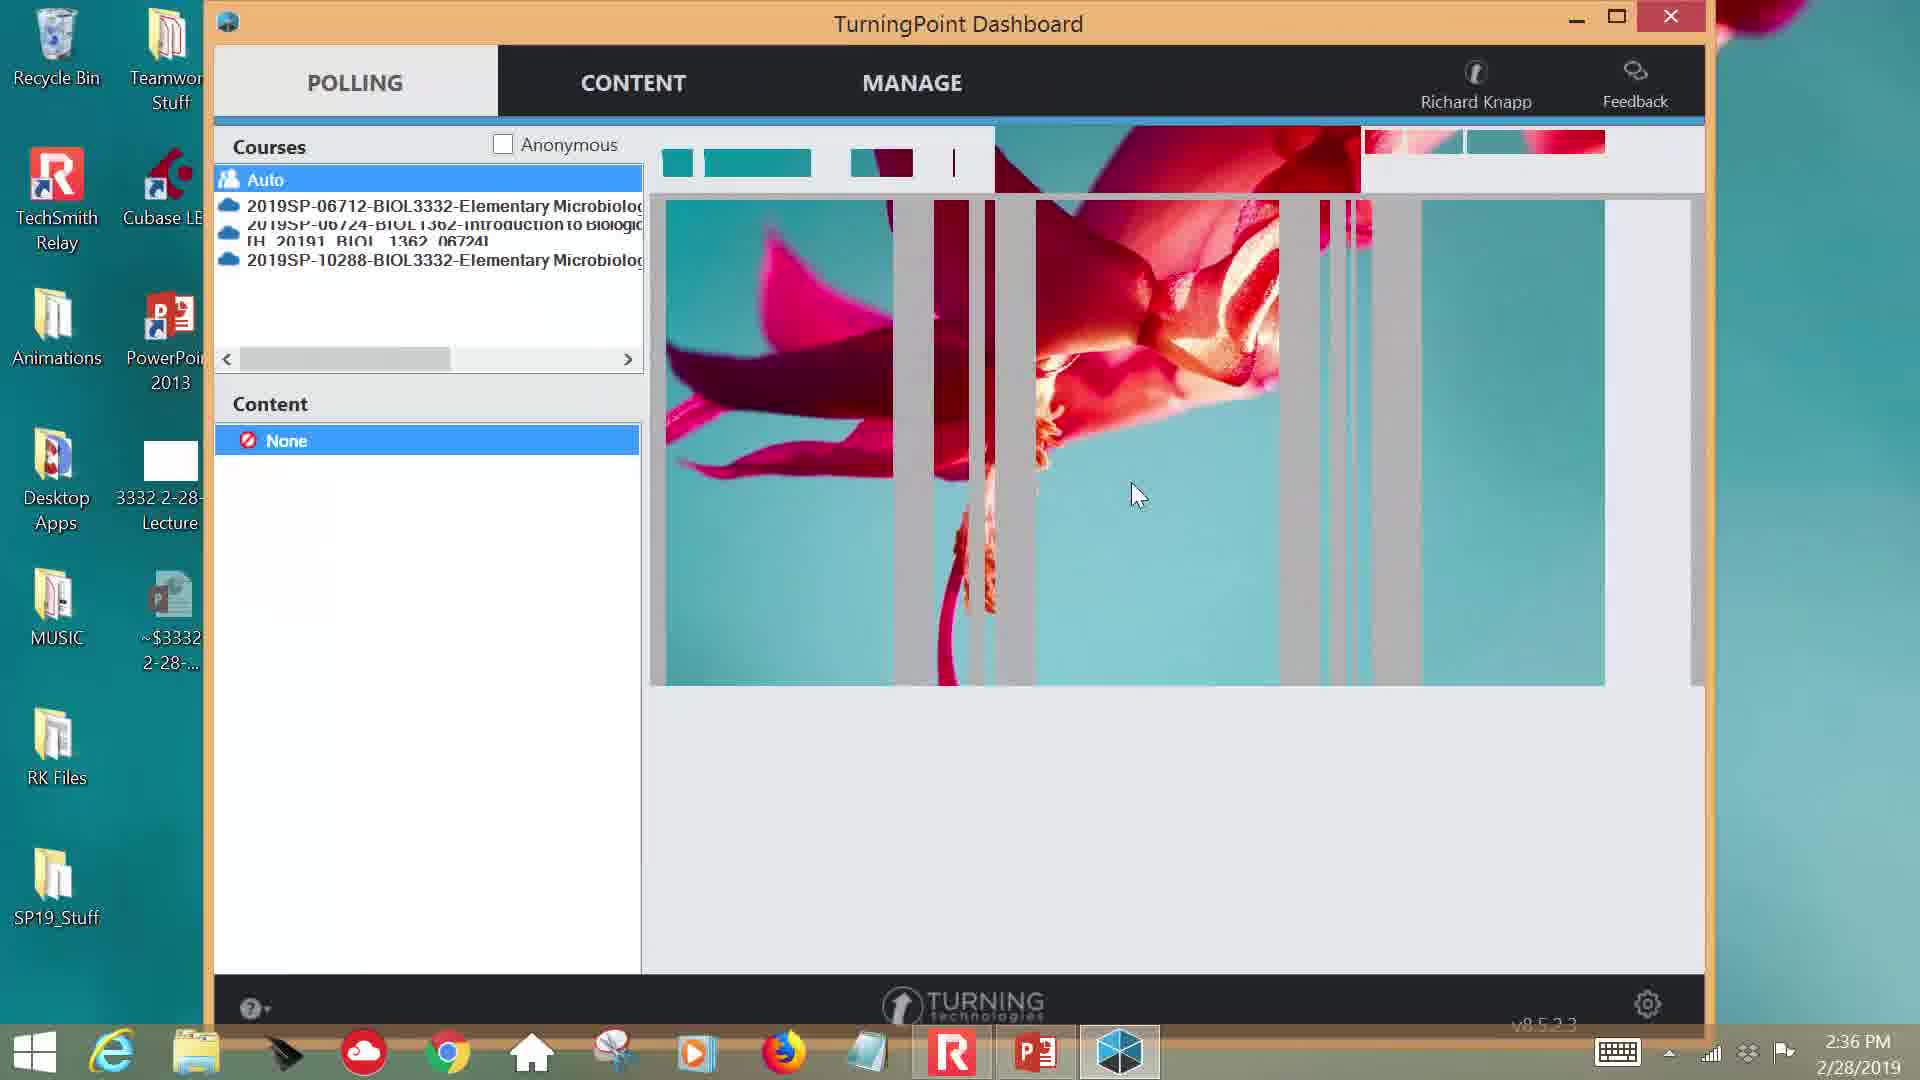 TurningPoint Dashboard
POLLING
CONTENT
MANAGE
Richard Knapp
Feedback
Courses
Anonymous
Auto
2019SP-06712-BIOL3332-Elementary Microbiolo
2019SP-06724-BIOL1362-Introduction to Biologic
[H_20191_BIOL_1362_06724]
2019SP-10288-BIOL3332-Elementary Microbiolo
Content
None
Recycle Bin
Teamwor
Stuff
TechSmith
Relay
Cubase LE
Animations
PowerPoi
2013
Desktop
Apps
3332 2-28-
Lecture
MUSIC
~$3332
2-28-...
RK Files
SP19_Stuff
TURNING
technologies
v8.5.2.3
2:36 PM
2/28/2019